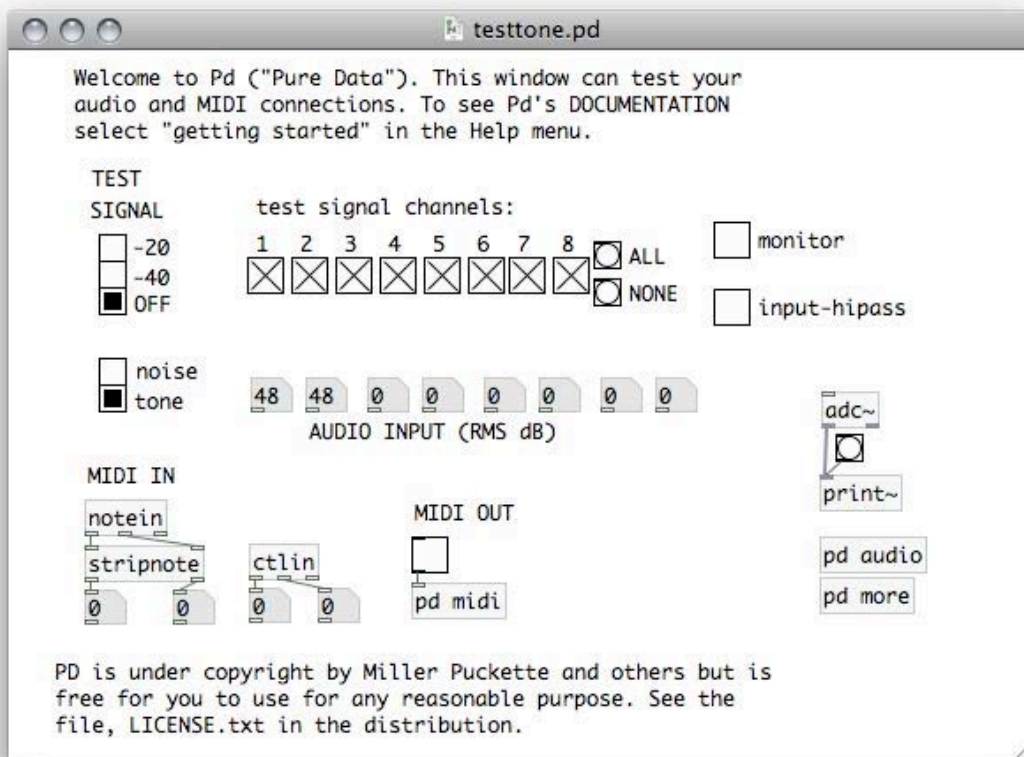 testtone.pd
Welcome to Pd ("Pure Data"). This window can test your
audio and MIDI connections. To see Pd's DOCUMENTATION
select "getting started" in the Help menu.
TEST
SIGNAL
-20
-40
OFF
test signal channels:
1 2 3 4 5 6 7 8
ALL
NONE
monitor
input-hipass
noise
tone
48 48 0 0 0 0 0 0
AUDIO INPUT (RMS dB)
adc~
print~
MIDI IN
notein
stripnote
0 0
ctlin
0 0
MIDI OUT
pd midi
pd audio
pd more
PD is under copyright by Miller Puckette and others but is
free for you to use for any reasonable purpose. See the
file, LICENSE.txt in the distribution.